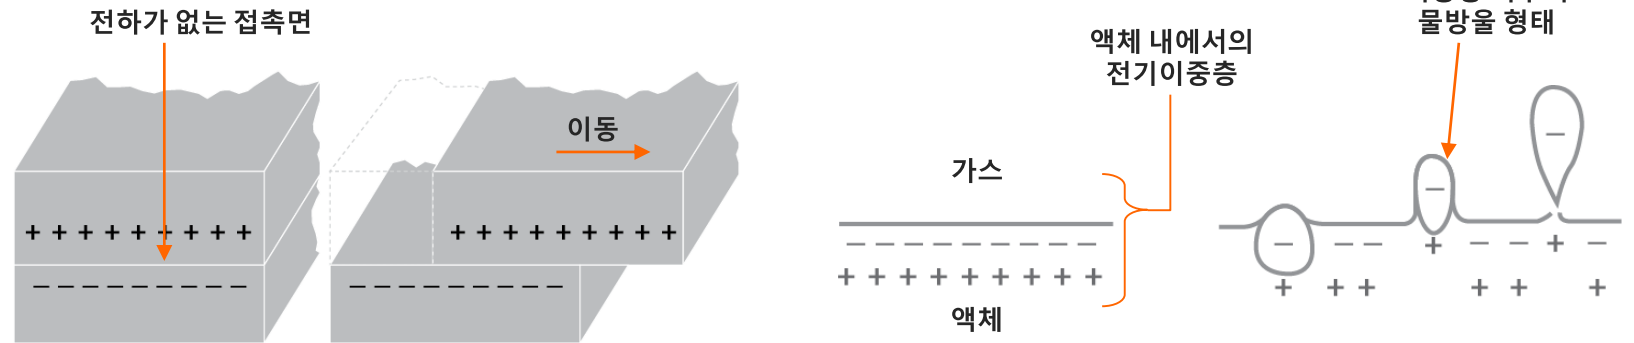 전하가 없는 접촉면
이동
액체 내에서의
전기이중층
가스
액체
물방울 형태